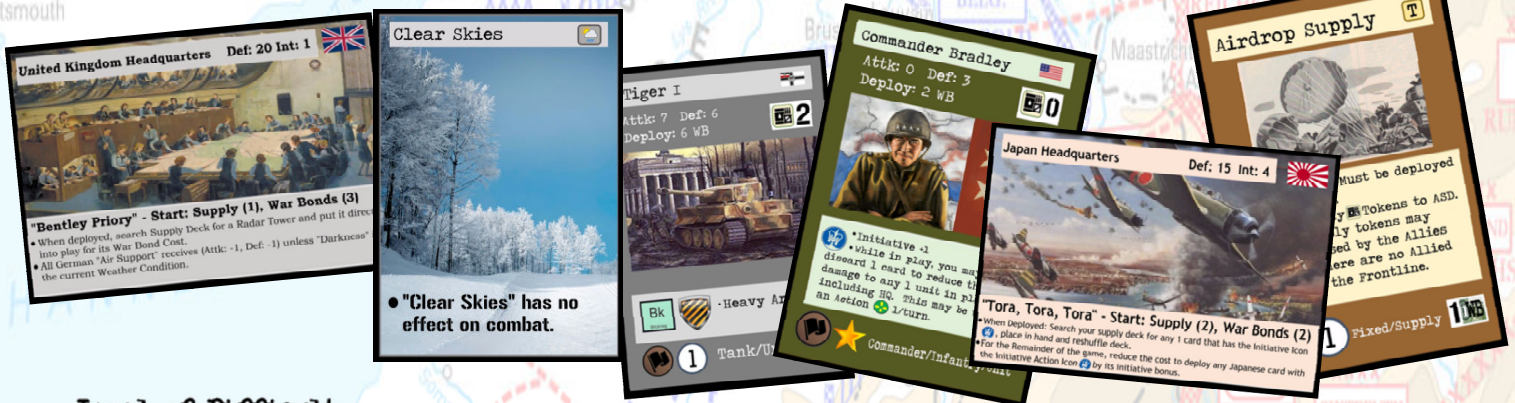 tsmouth
United Kingdom Headquarters Def: 20 Int: 1
"Bentley Priory" - Start: Supply (1), War Bonds (3)
•When deployed, search Supply Deck for a Radar Tower and put it direc
into play for its War Bond Cost.
•All German "Air Support" receives (Attk: -1, Def: -1) unless "Darkness"
the current Weather Condition.
Clear Skies
•"Clear Skies" has no
effect on combat.
Tiger I
Attk: 7 Def: 6
Deploy: 6 WB
2
Bk
·Heavy Ar
1 Tank/U
Commander Bradley
Attk: 0 Def: 3
Deploy: 2 WB
0
•Initiative +1
•While in play, you may
discard 1 card to reduce th
damage to any 1 unit in pl
including HQ. This may be
an Action 1/turn.
Commander/Infantry/Unit
Japan Headquarters Def: 15 Int: 4
"Tora, Tora, Tora" - Start: Supply (2), War Bonds (2)
•When Deployed: Search your supply deck for any 1 card that has the Initiative Icon
, place in hand and reshuffle deck.
•For the Remainder of the game, reduce the cost to deploy any Japanese card with
the Initiative Action Icon by its initiative bonus.
Airdrop Supply T
Must be deployed
y Tokens to ASD.
ly tokens may
sed by the Allies
ere are no Allied
the Frontline.
1 Fixed/Supply 1 WB
Maastrich
BELG.